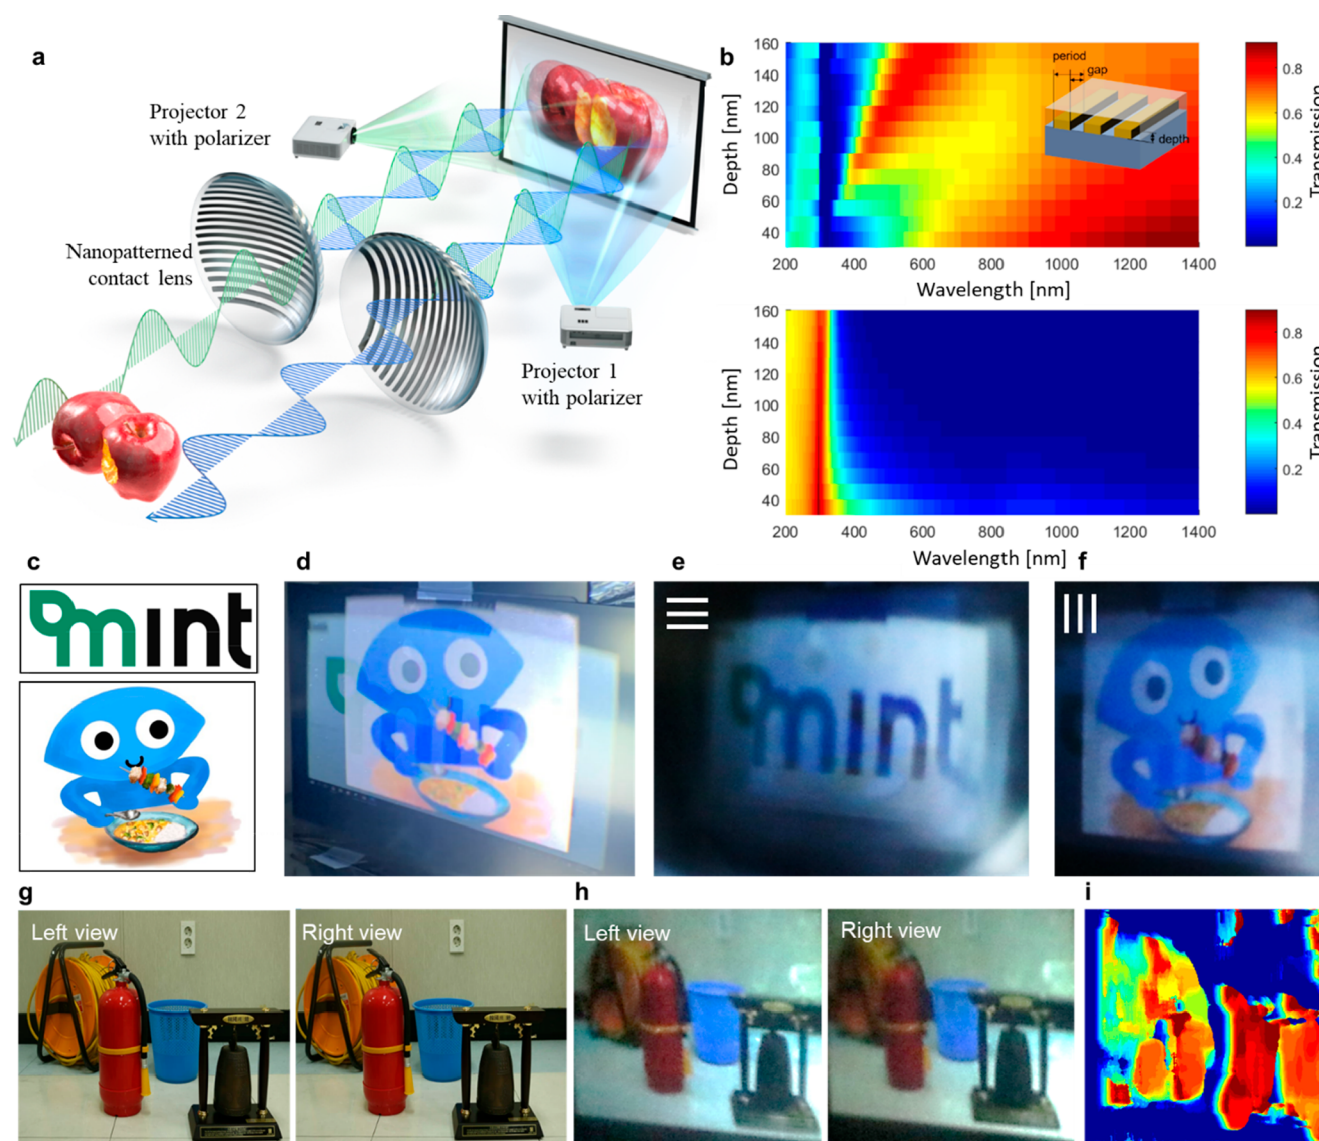 a
Projector 2
with polarizer
Nanopatterned
contact lens
Projector 1
with polarizer
b
160
140
120
100
80
60
40
Depth [nm]
200
400
600
800
1000
1200
1400
Wavelength [nm]
period
gap
depth
0.8
0.6
0.4
0.2
Transmission
160
140
120
100
80
60
40
Depth [nm]
200
400
600
800
1000
1200
1400
Wavelength [nm]
0.8
0.6
0.4
0.2
Transmission
c
mint
d
e
mint
f
g
Left view
Right view
h
Left view
Right view
i